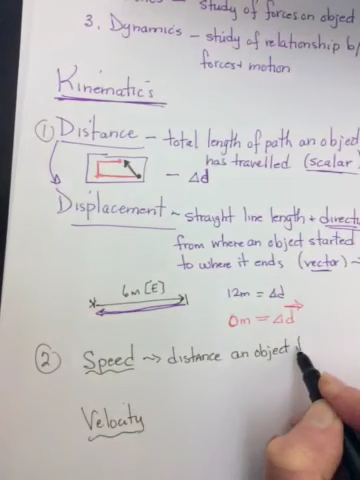 study of forces on object
3. Dynamics – study of relationship b/
forces + motion
Kinematics
① Distance – total length of path an object
has travelled (scalar
– Δd
Displacement ~ straight line length + direct
from where an object started
to where it ends (vector) →
6m [E]
12m = Δd
0m = Δd
② Speed ~> distance an object
Velocity